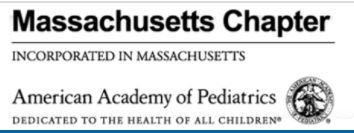 Massachusetts Chapter
INCORPORATED IN MASSACHUSETTS
American Academy of Pediatrics
DEDICATED TO THE HEALTH OF ALL CHILDREN®